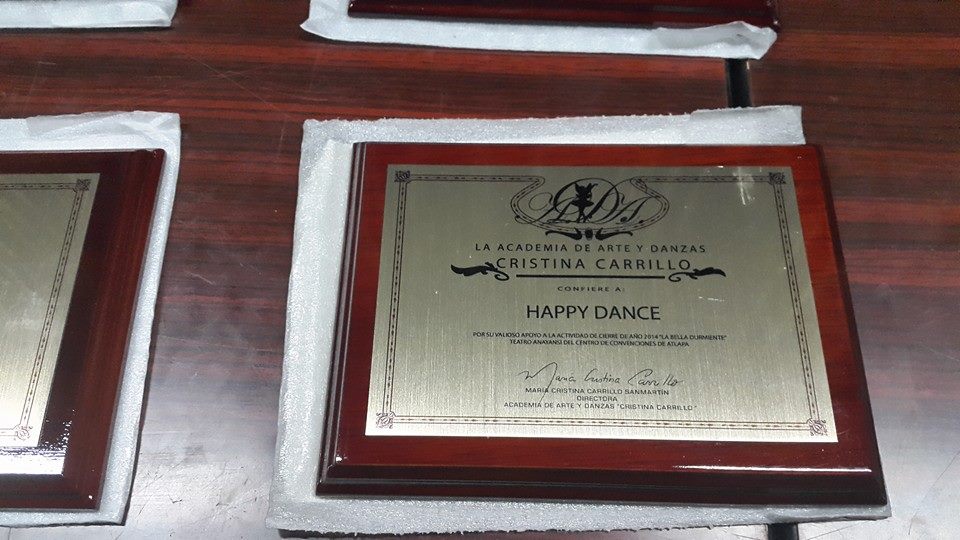 ADA.
LA ACADEMIA DE ARTE Y DANZAS
CRISTINA CARRILLO
CONFIERE A:
HAPPY DANCE
POR SU VALIOSO APOYO A LA ACTIVIDAD DE CIERRE DE AÑO 2014 "LA BELLA DURMIENTE"
TEATRO ANAYANSI DEL CENTRO DE CONVENCIONES DE ATLAPA
Maria Cristina Carrillo
MARÍA CRISTINA CARRILLO SANMARTÍN
DIRECTORA
ACADEMIA DE ARTE Y DANZAS "CRISTINA CARRILLO"